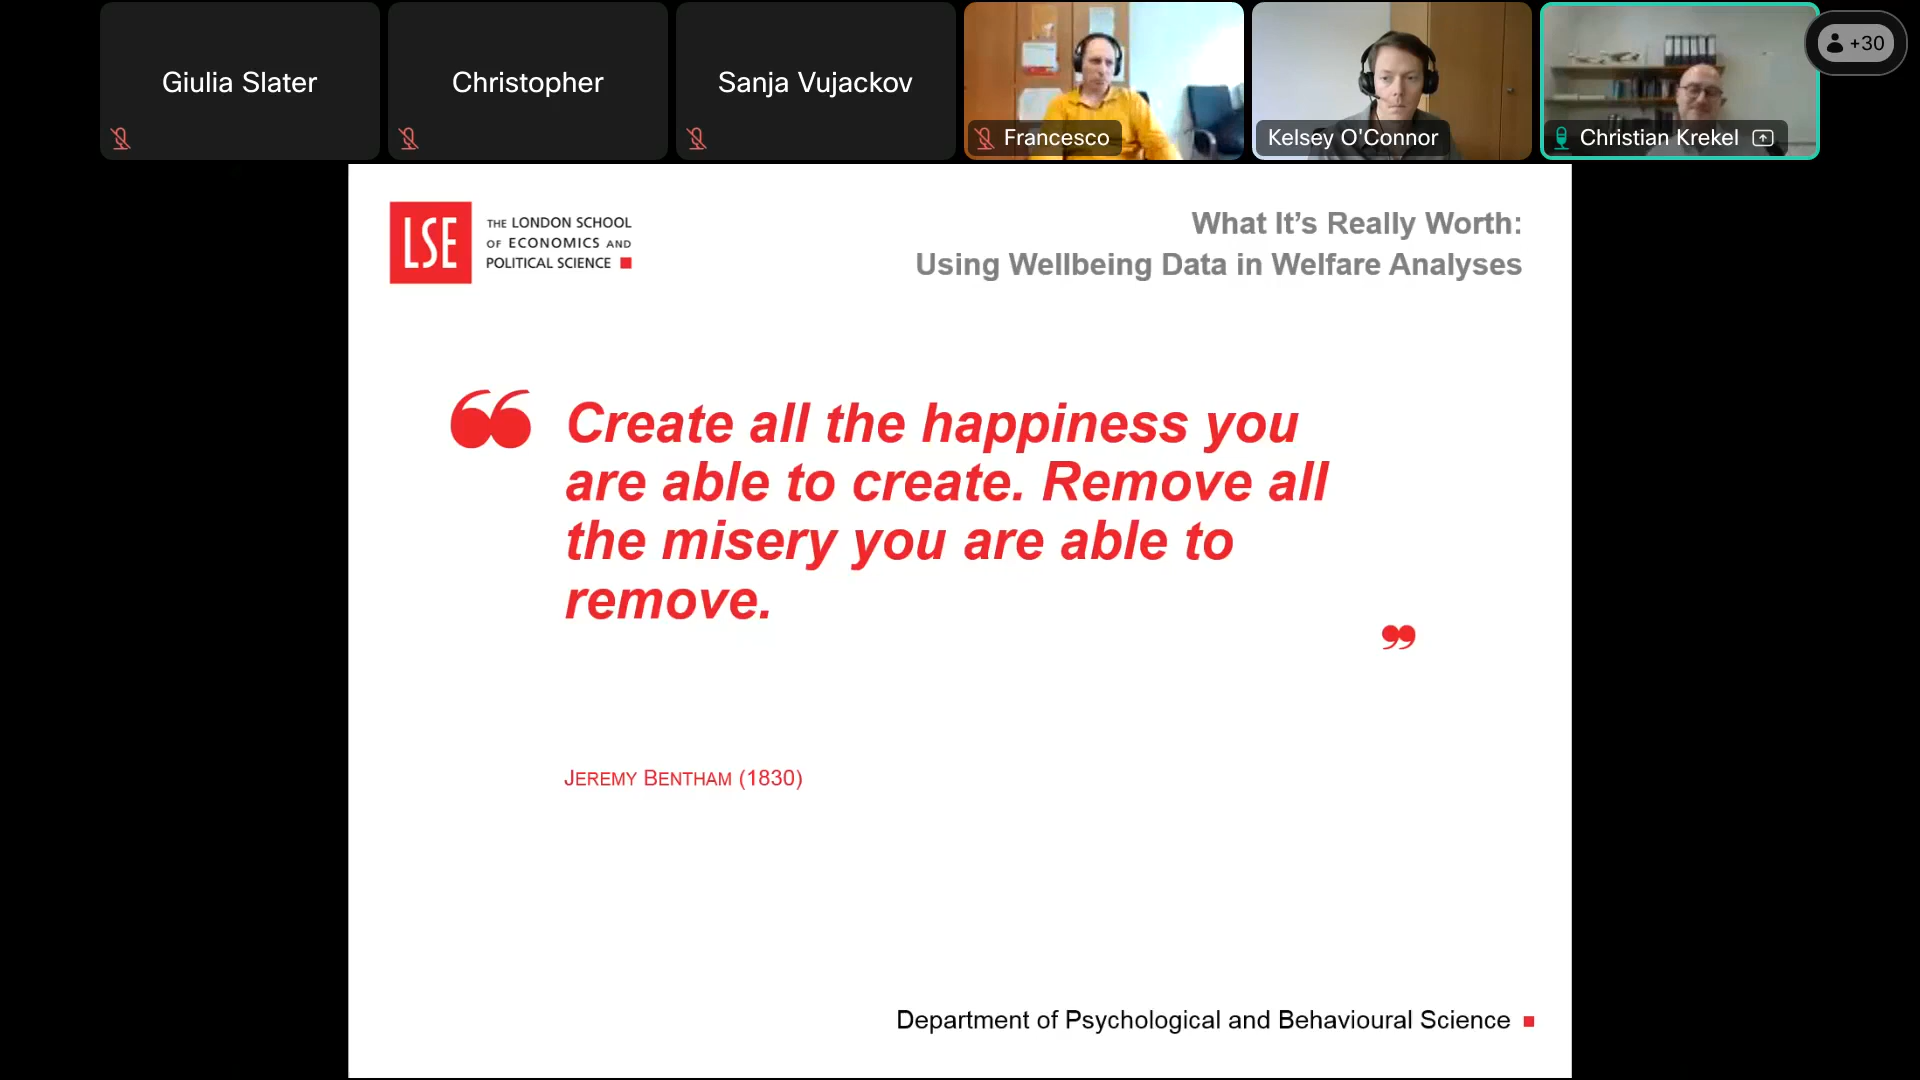 Giulia Slater
Christopher
Sanja Vujackov
Francesco
Kelsey O'Connor
Christian Krekel
+30
LSE
THE LONDON SCHOOL
OF ECONOMICS AND
POLITICAL SCIENCE
What It’s Really Worth:
Using Wellbeing Data in Welfare Analyses
“Create all the happiness you
are able to create. Remove all
the misery you are able to
remove.
”
JEREMY BENTHAM (1830)
Department of Psychological and Behavioural Science